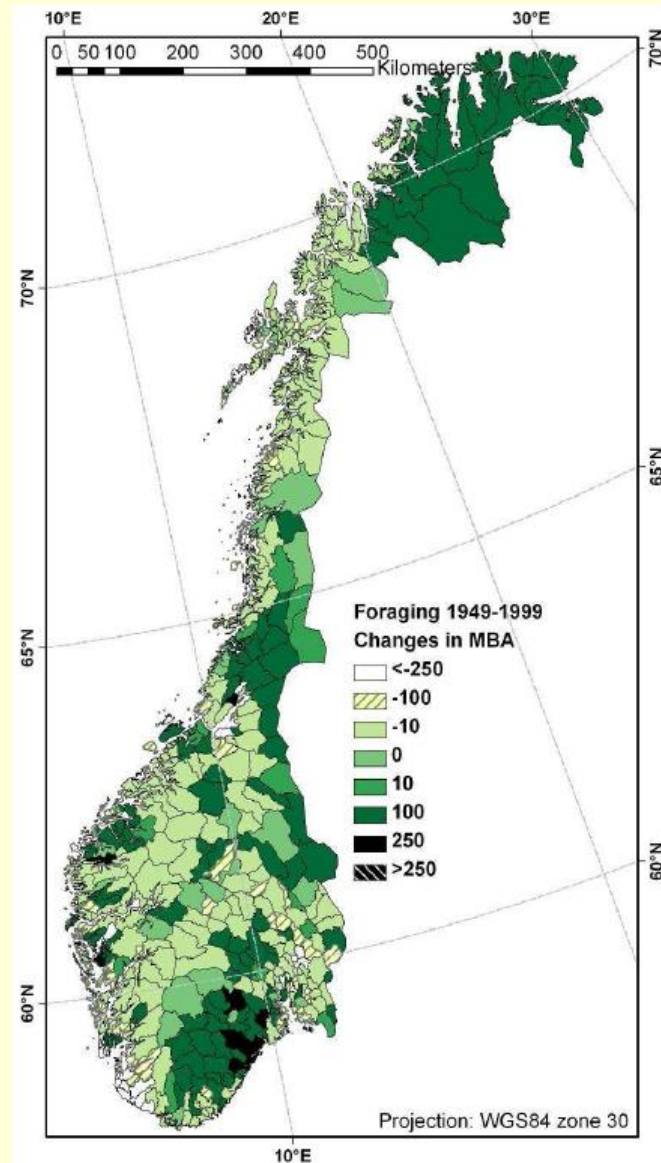 10°E 20°E 30°E
0 50 100 200 300 400 500
Kilometers
70°N
70°N
65°N
65°N
60°N
60°N
Foraging 1949-1999
Changes in MBA
<-250
-100
-10
0
10
100
250
>250
Projection: WGS84 zone 30
10°E